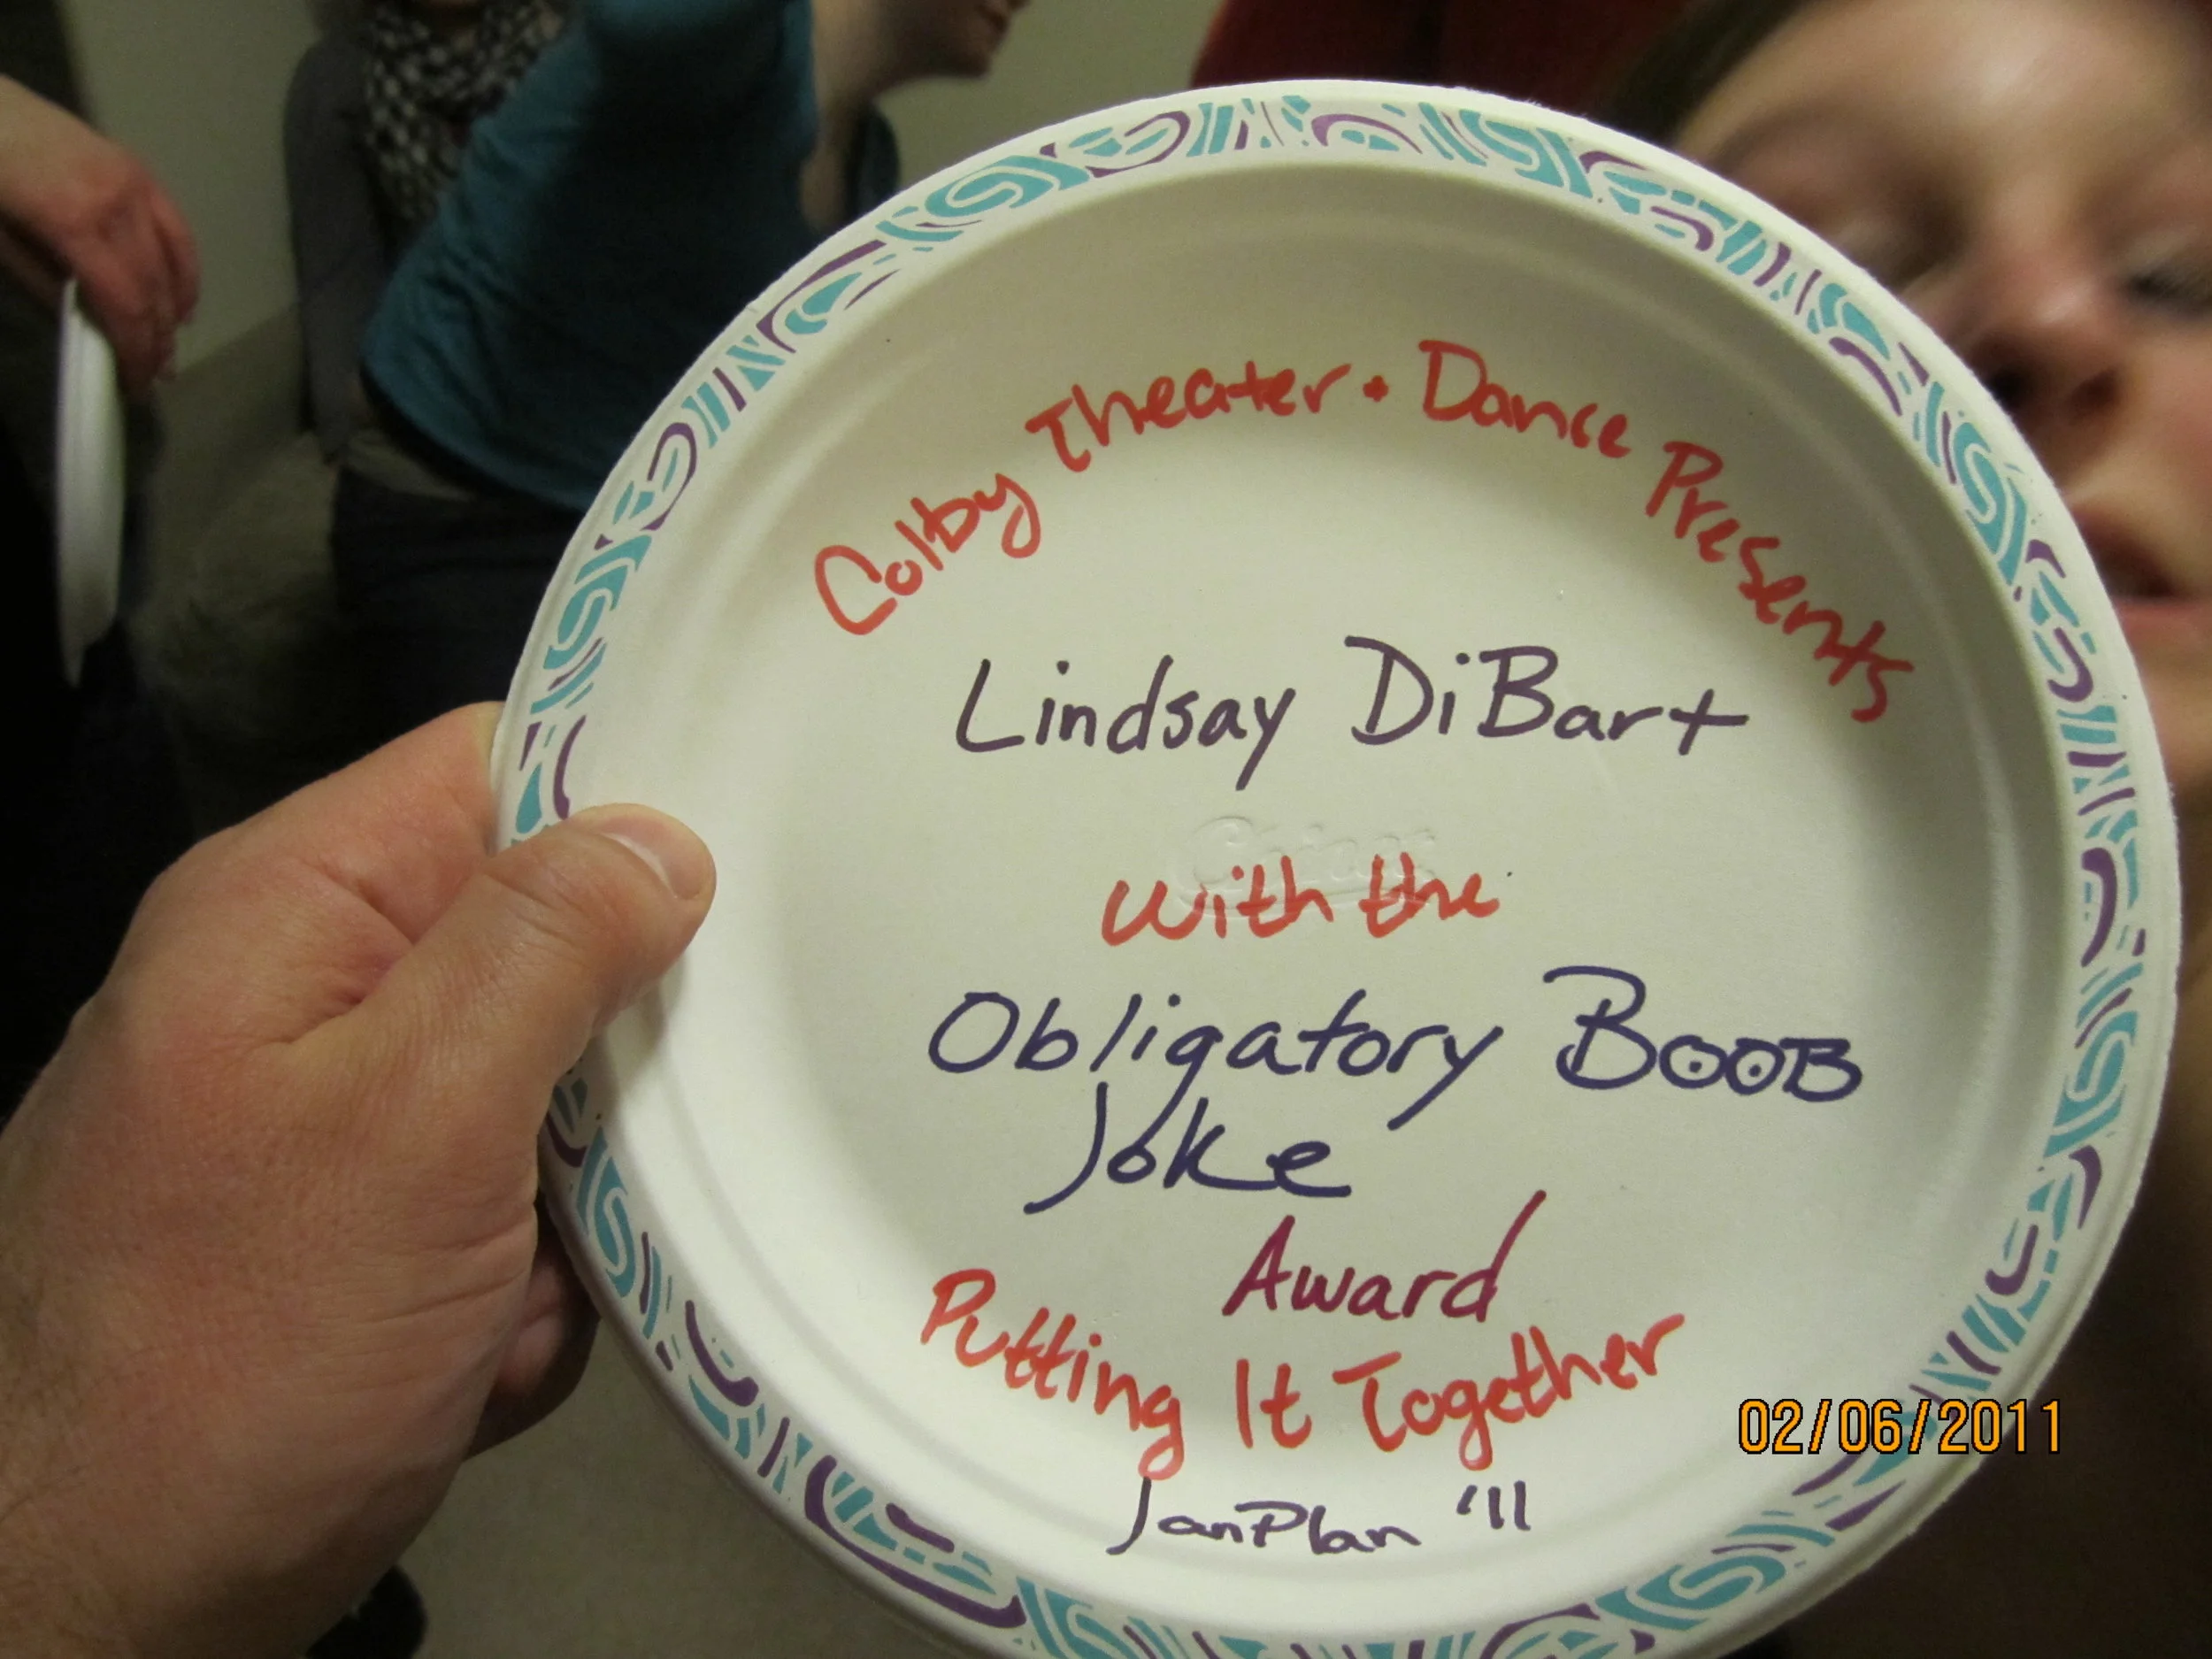 Colby Theater + Dance Presents
Lindsay DiBart
with the
Obligatory BOOB
Joke
Award
Putting It Together
JanPlan '11
02/06/2011